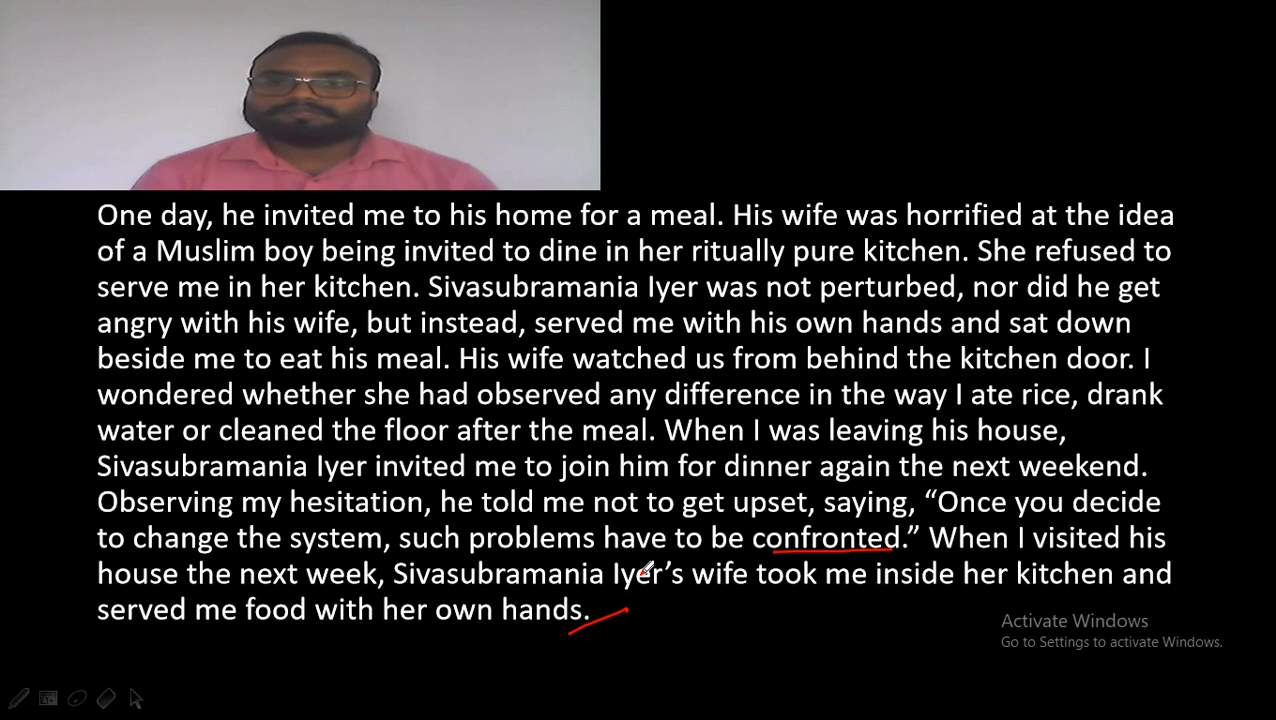 One day, he invited me to his home for a meal. His wife was horrified at the idea
of a Muslim boy being invited to dine in her ritually pure kitchen. She refused to
serve me in her kitchen. Sivasubramania Iyer was not perturbed, nor did he get
angry with his wife, but instead, served me with his own hands and sat down
beside me to eat his meal. His wife watched us from behind the kitchen door. I
wondered whether she had observed any difference in the way I ate rice, drank
water or cleaned the floor after the meal. When I was leaving his house,
Sivasubramania Iyer invited me to join him for dinner again the next weekend.
Observing my hesitation, he told me not to get upset, saying, “Once you decide
to change the system, such problems have to be confronted.” When I visited his
house the next week, Sivasubramania Iyer’s wife took me inside her kitchen and
served me food with her own hands.
Activate Windows
Go to Settings to activate Windows.